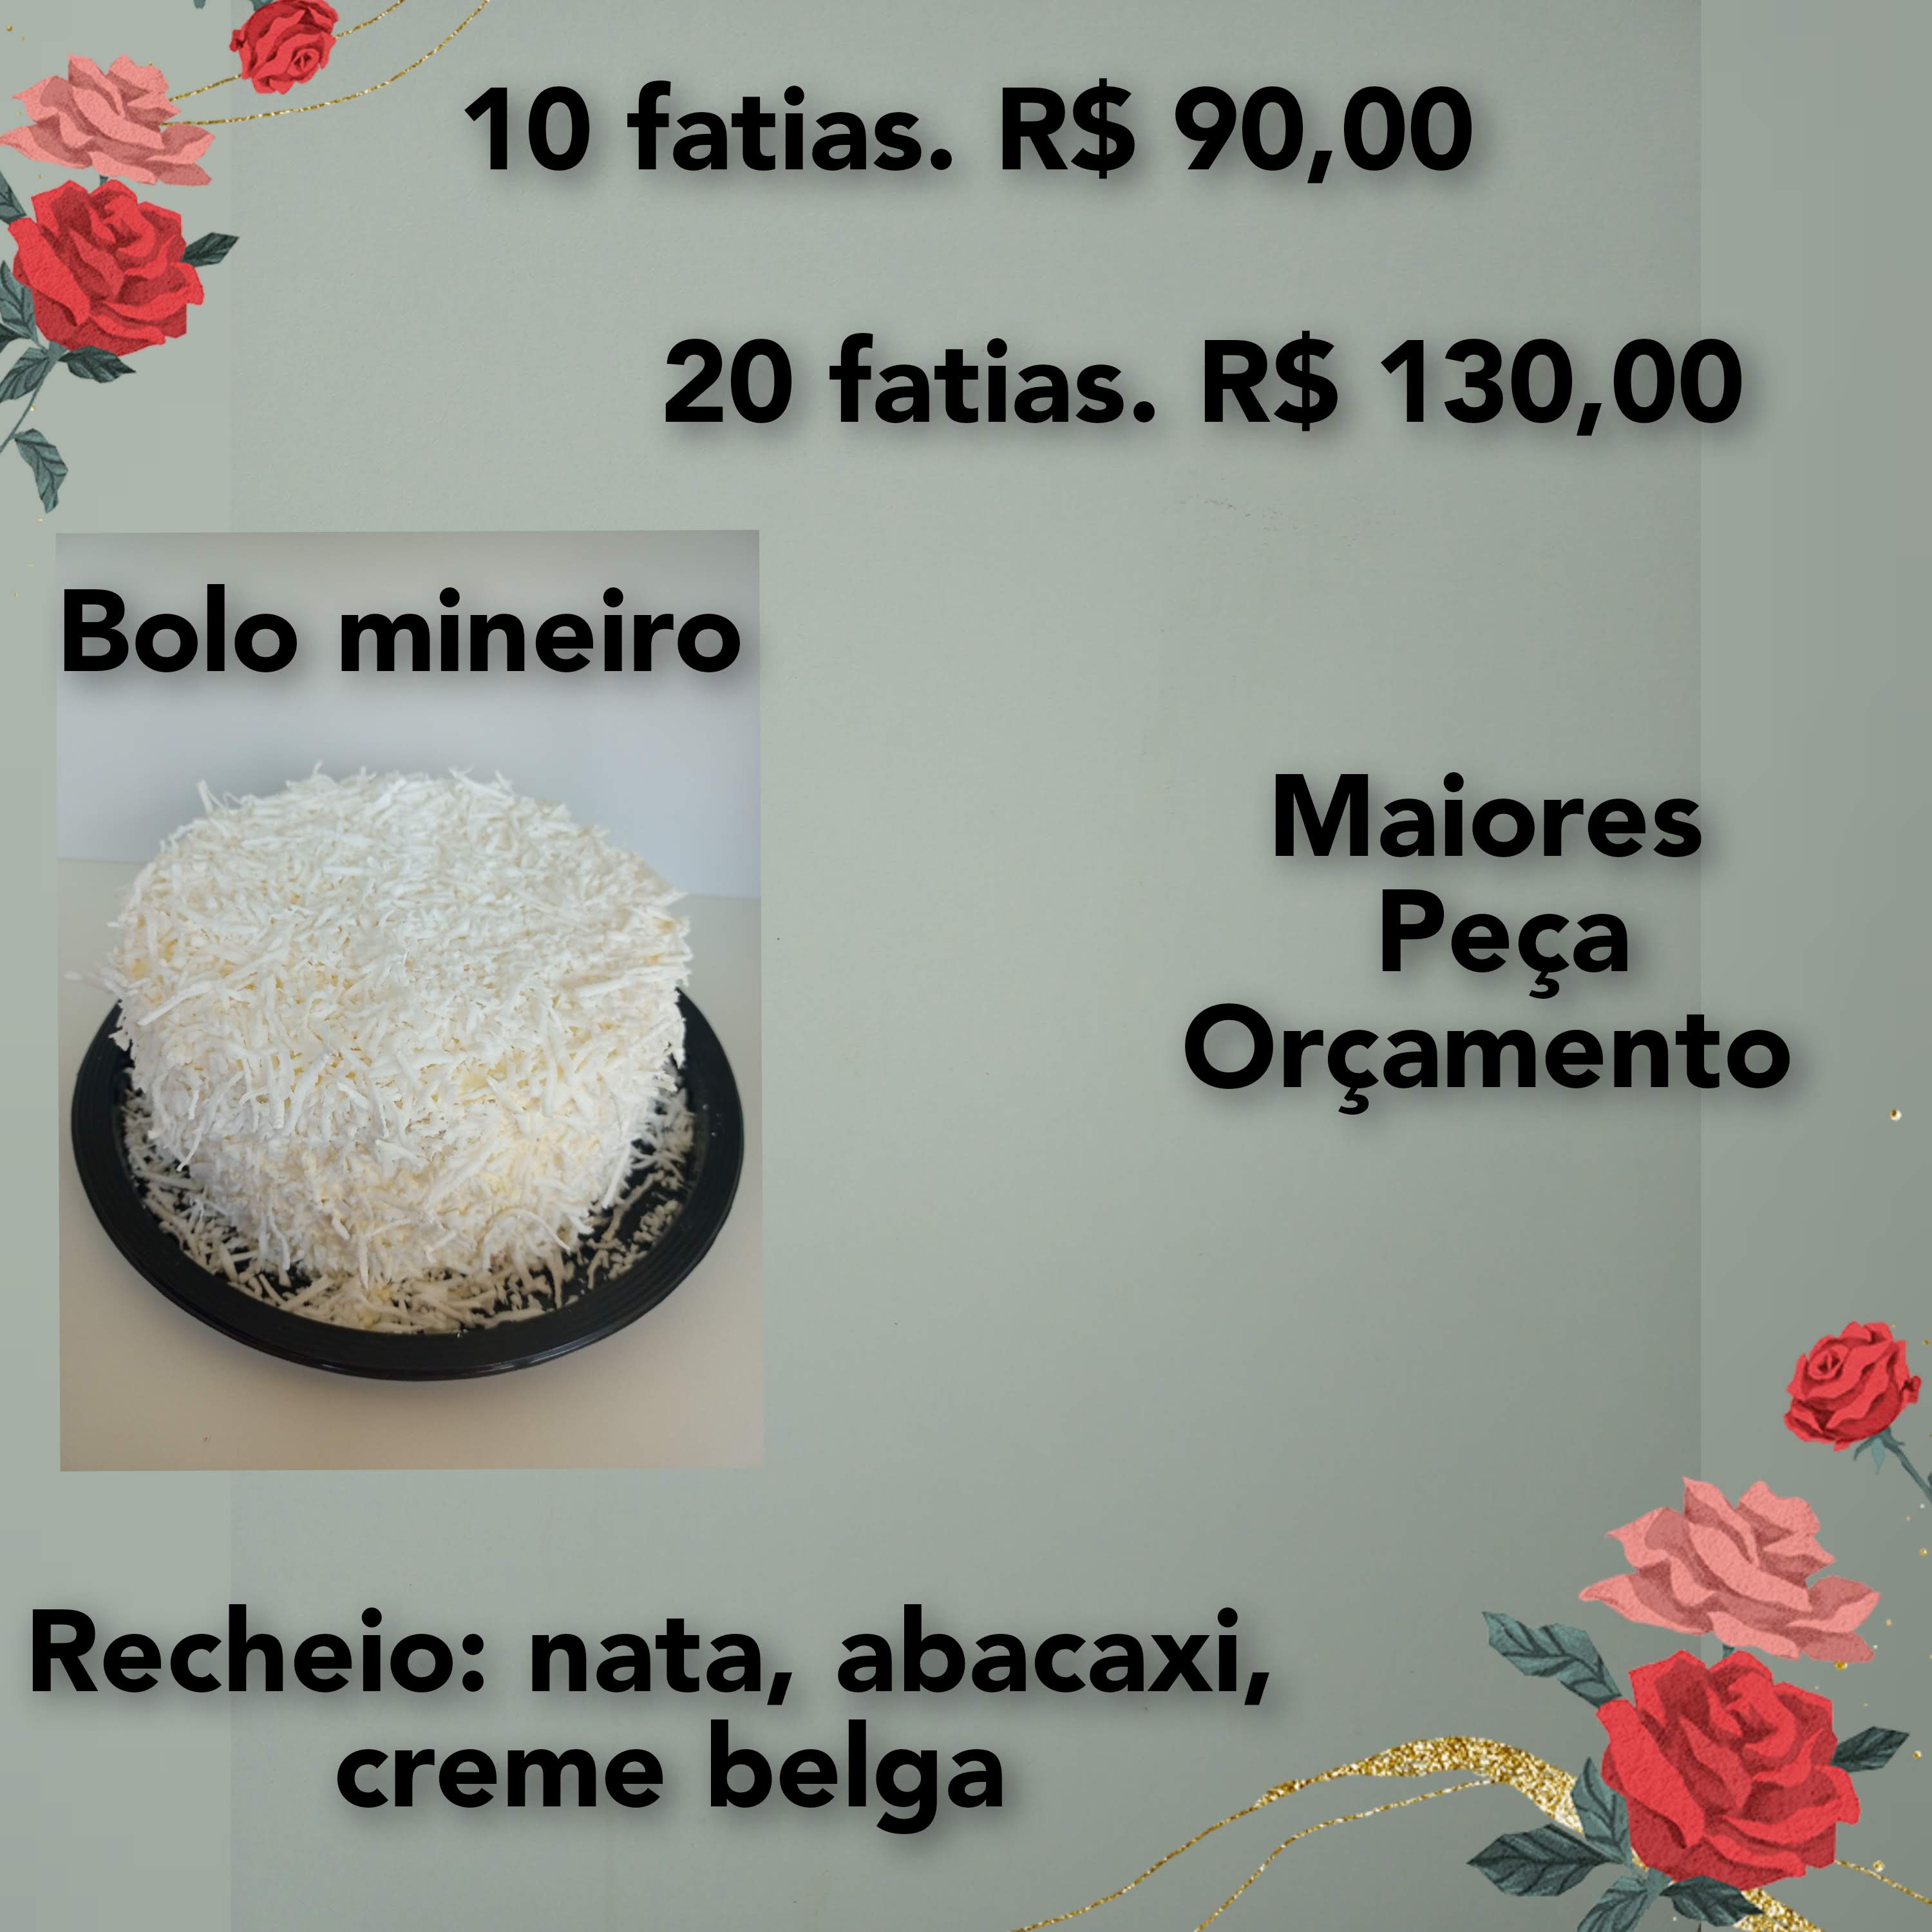 10 fatias. R$ 90,00
20 fatias. R$ 130,00
Bolo mineiro
Maiores
Peça
Orçamento
Recheio: nata, abacaxi,
creme belga